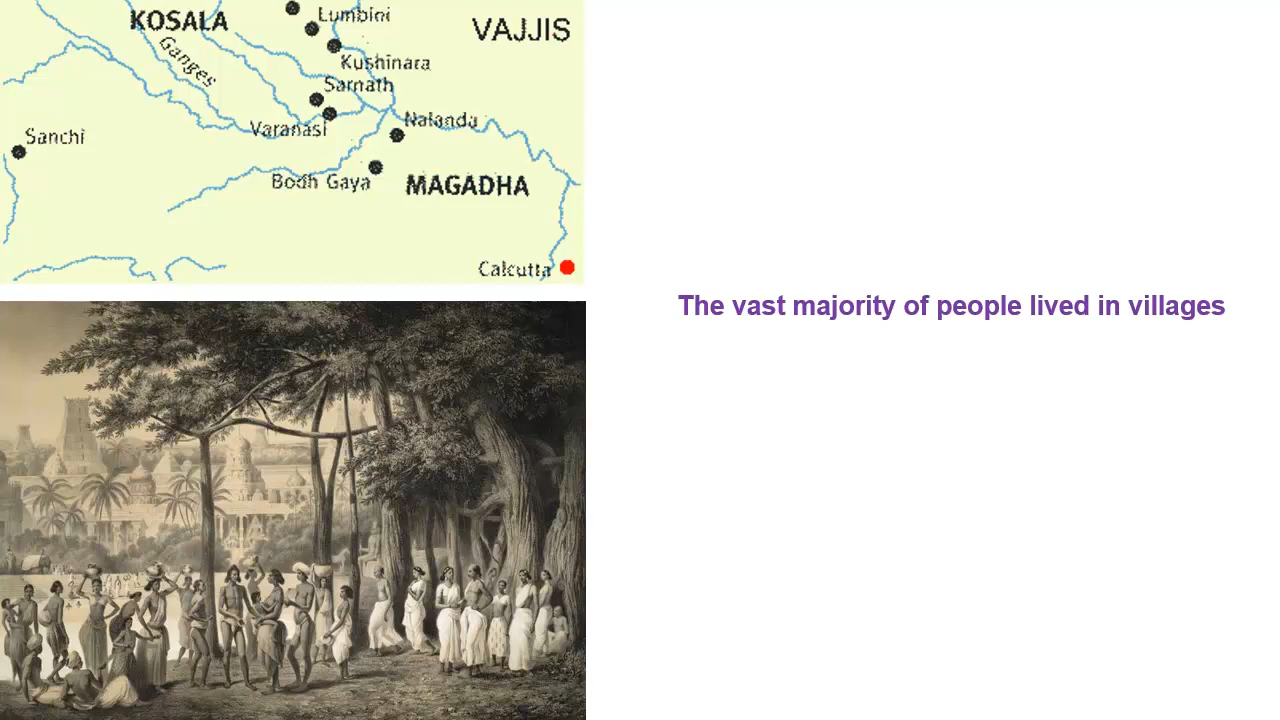 KOSALA
Lumbini
VAJJIS
Ganges
Kushinara
Sarnath
Varanasi
Nalanda
Sanchi
Bodh Gaya
MAGADHA
Calcutta
The vast majority of people lived in villages